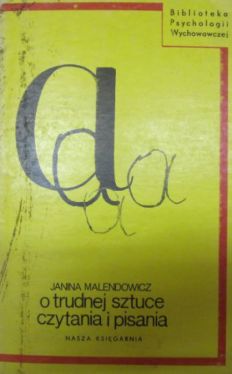 Biblioteka
Psychologii
Wychowawczej
a
a a
a
JANINA MALENDOWICZ
o trudnej sztuce
czytania i pisania
NASZA KSIĘGARNIA